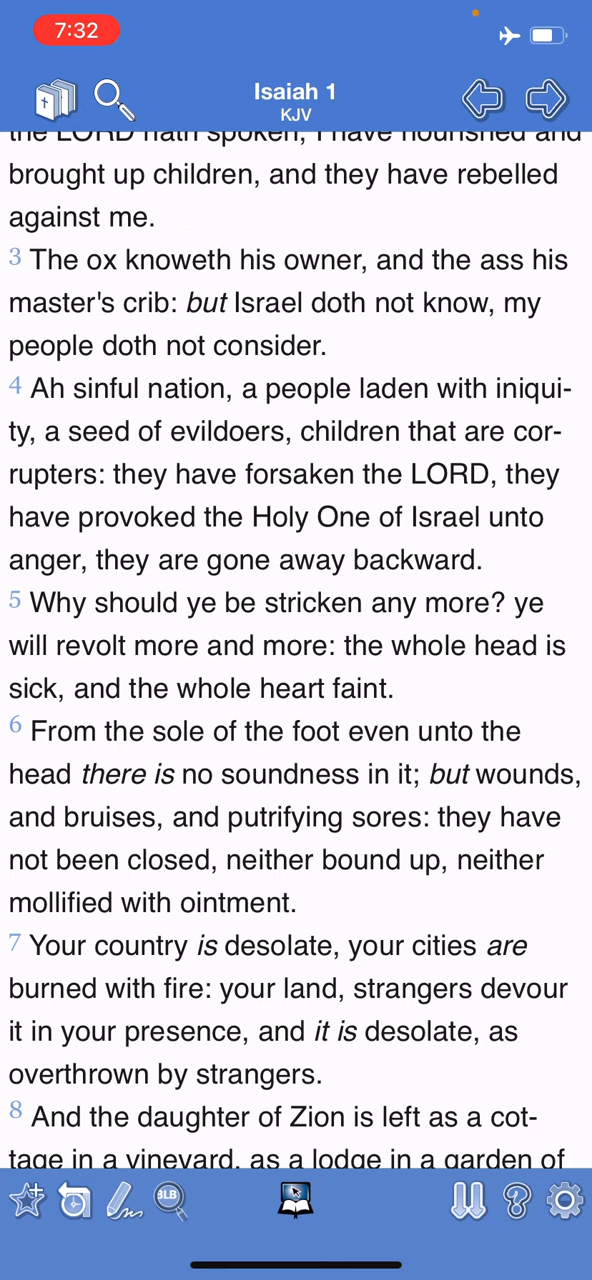 7:32
Isaiah 1
KJV
the LORD hath spoken, I have nourished and
brought up children, and they have rebelled
against me.
3 The ox knoweth his owner, and the ass his
master's crib: but Israel doth not know, my
people doth not consider.
4 Ah sinful nation, a people laden with iniqui-
ty, a seed of evildoers, children that are cor-
rupters: they have forsaken the LORD, they
have provoked the Holy One of Israel unto
anger, they are gone away backward.
5 Why should ye be stricken any more? ye
will revolt more and more: the whole head is
sick, and the whole heart faint.
6 From the sole of the foot even unto the
head there is no soundness in it; but wounds,
and bruises, and putrifying sores: they have
not been closed, neither bound up, neither
mollified with ointment.
7 Your country is desolate, your cities are
burned with fire: your land, strangers devour
it in your presence, and it is desolate, as
overthrown by strangers.
8 And the daughter of Zion is left as a cot-
tage in a vineyard, as a lodge in a garden of
BLB